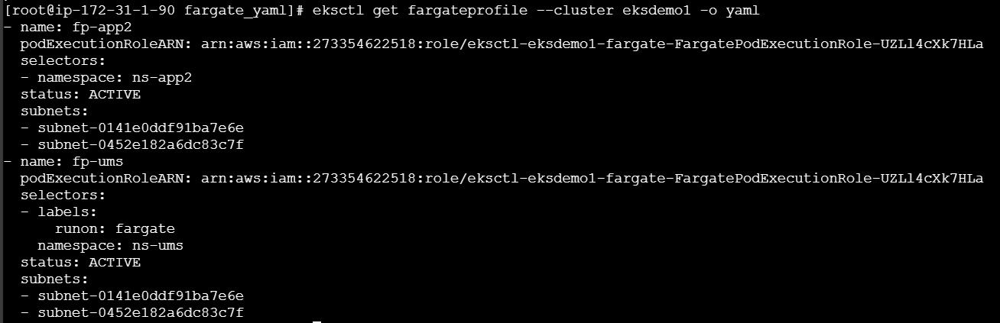 [root@ip-172-31-1-90 fargate_yaml]# eksctl get fargateprofile --cluster eksdemo1 -o yaml
- name: fp-app2
  podExecutionRoleARN: arn:aws:iam::273354622518:role/eksctl-eksdemo1-fargate-FargatePodExecutionRole-UZLl4cXk7HLa
  selectors:
  - namespace: ns-app2
  status: ACTIVE
  subnets:
  - subnet-0141e0ddf91ba7e6e
  - subnet-0452e182a6dc83c7f
- name: fp-ums
  podExecutionRoleARN: arn:aws:iam::273354622518:role/eksctl-eksdemo1-fargate-FargatePodExecutionRole-UZLl4cXk7HLa
  selectors:
  - labels:
      runon: fargate
    namespace: ns-ums
  status: ACTIVE
  subnets:
  - subnet-0141e0ddf91ba7e6e
  - subnet-0452e182a6dc83c7f